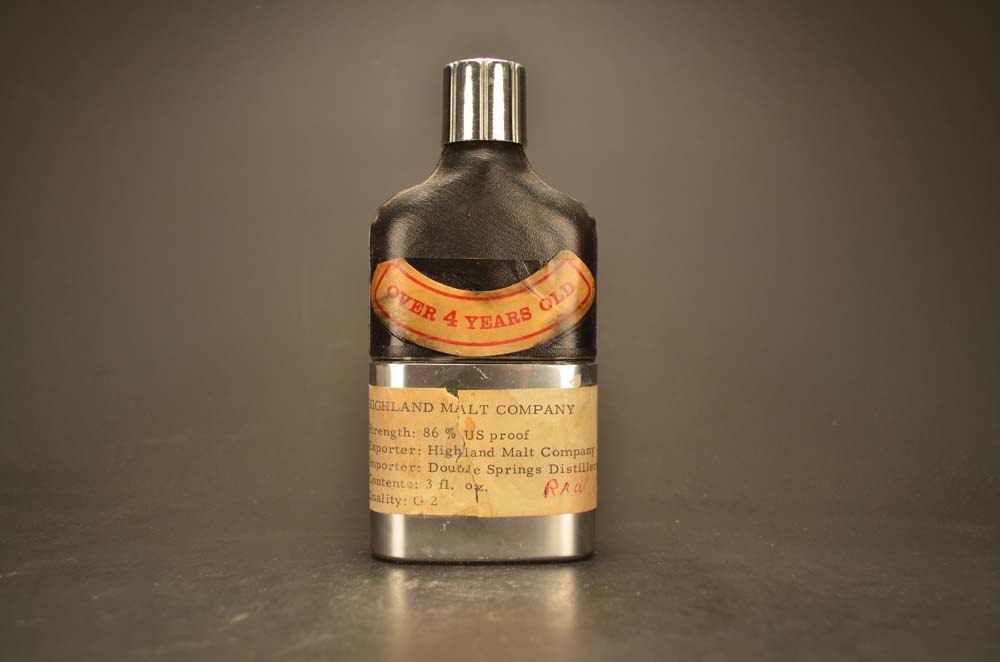 OVER 4 YEARS OLD
HIGHLAND MALT COMPANY
trength: 86 % US proof
Exporter: Highland Malt Company
mporter: Double Springs Distiller
Contents: 3 fl. oz.
RAW
Quality: G 2